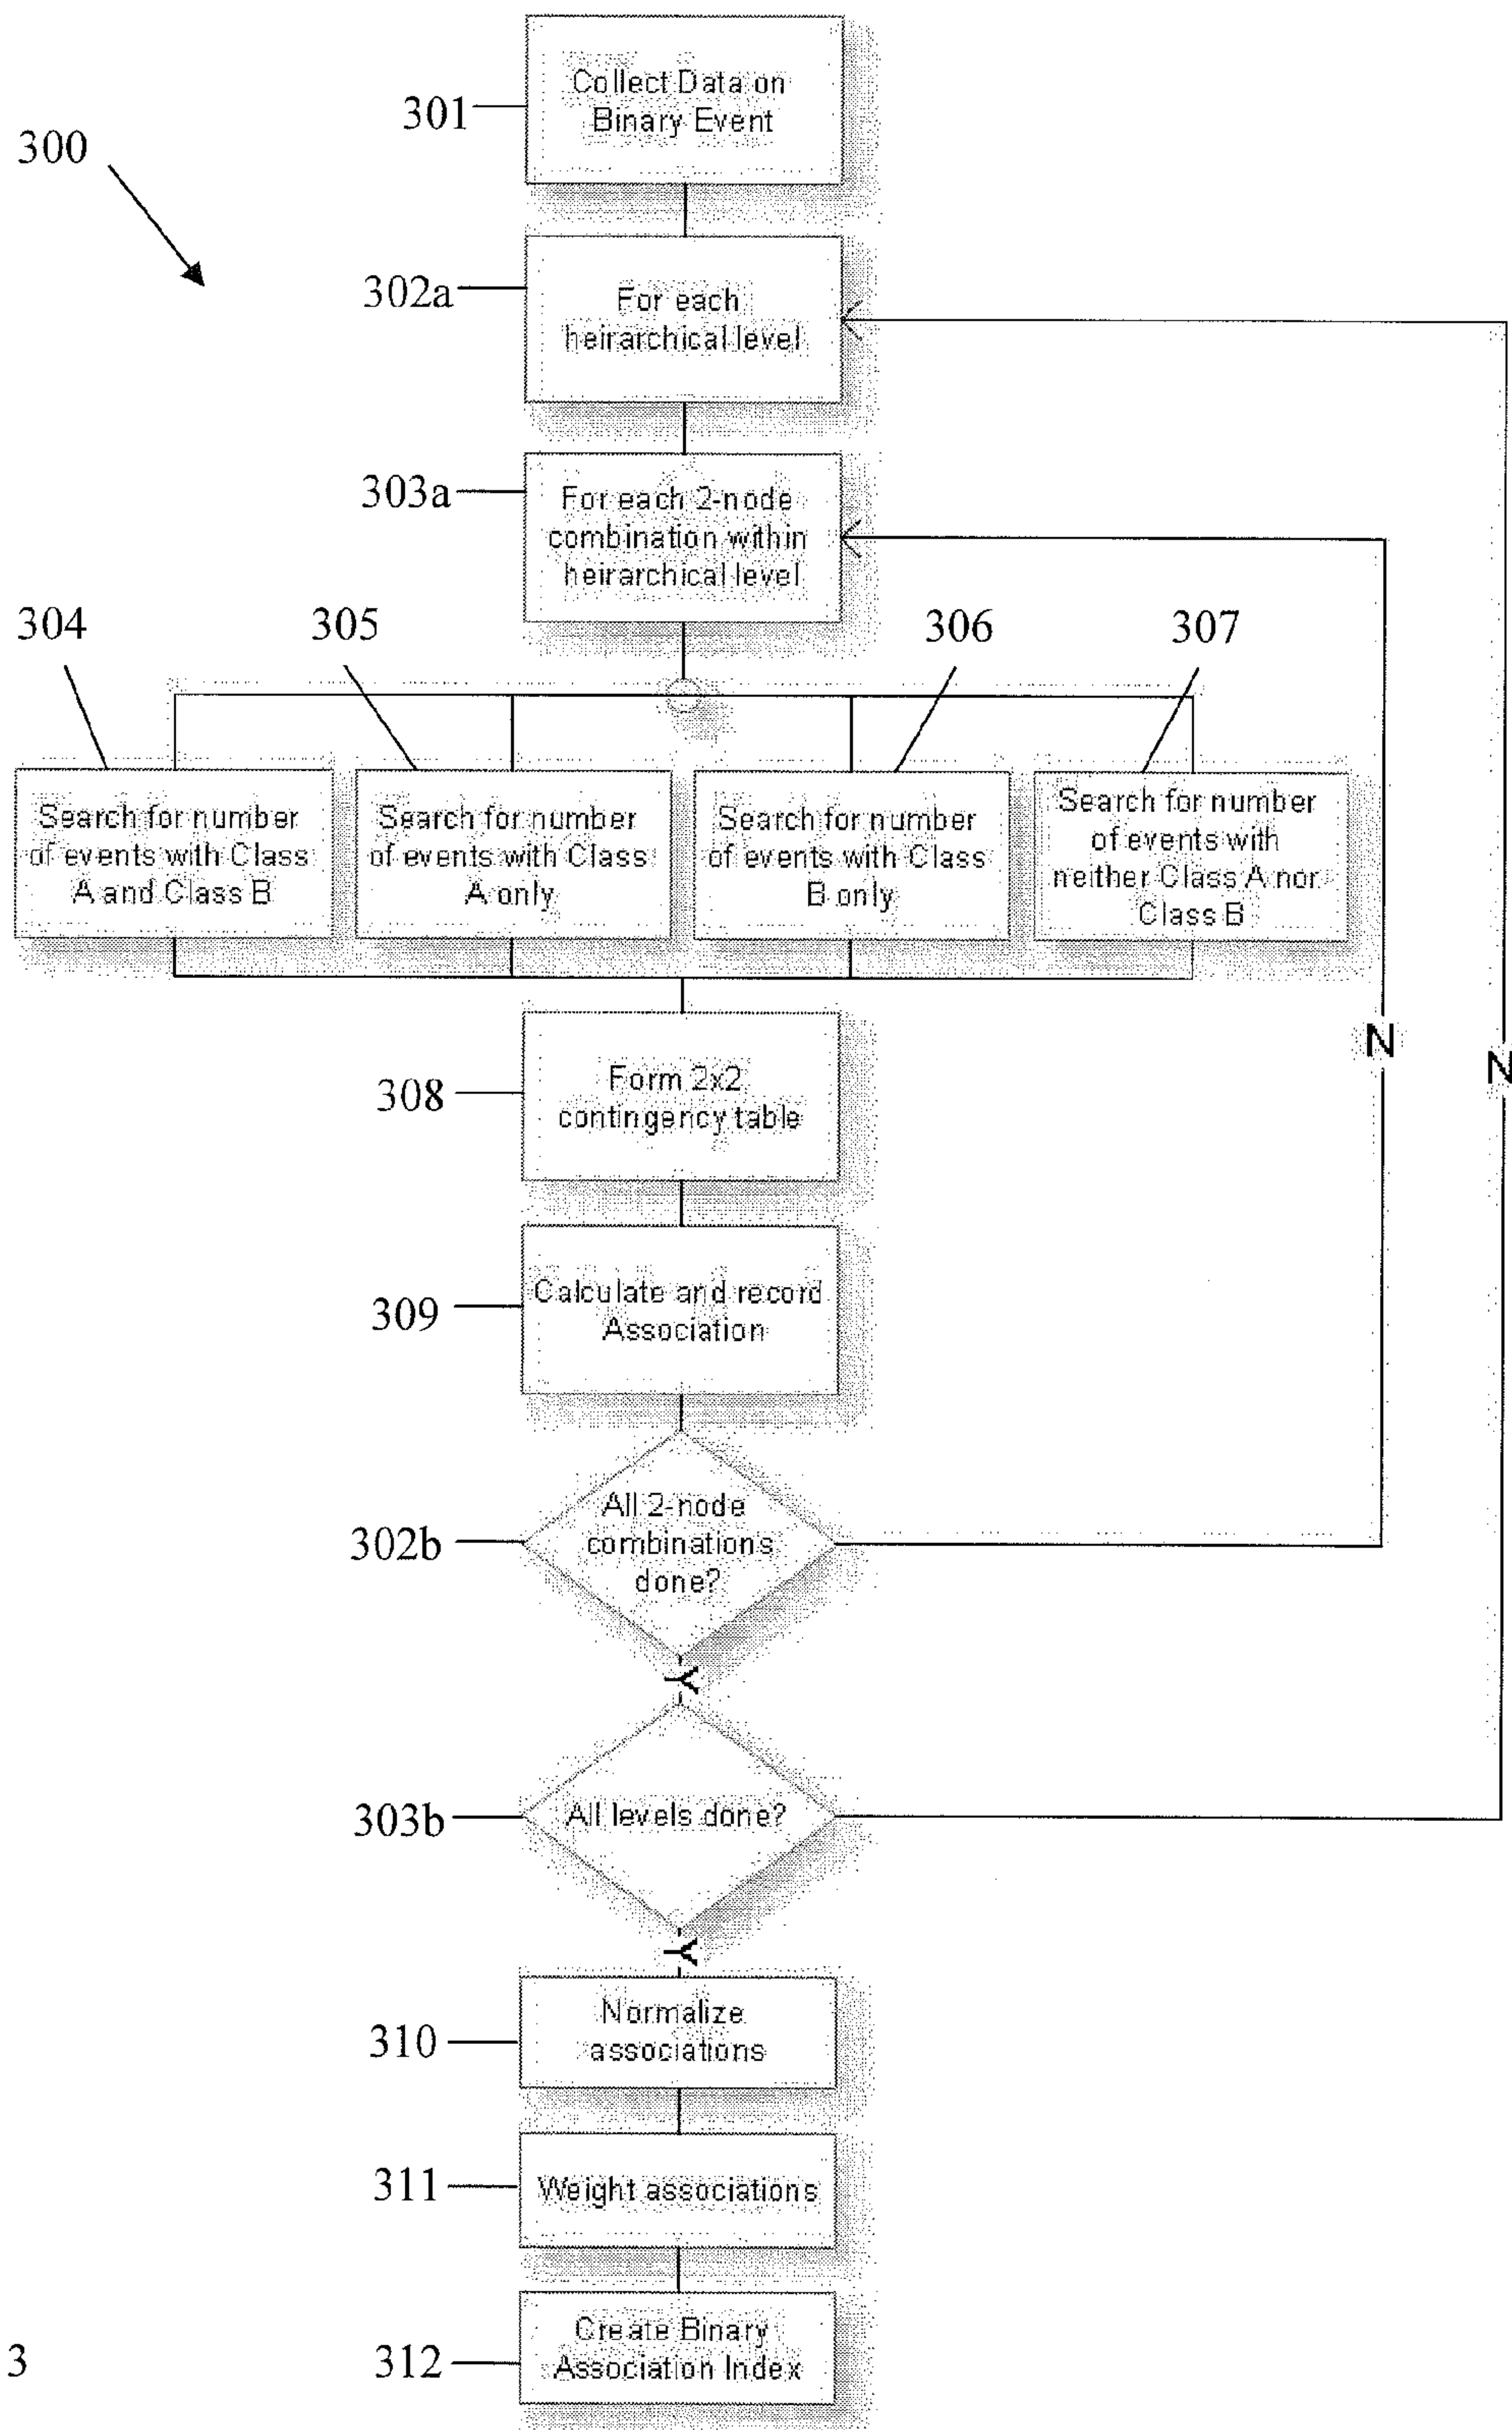 Collect Data on
Binary Event
301
300
302a
For each
heirarchical level
303a
For each 2-node
combination within
heirarchical level
304
305
306
307
Search for number
of events with Class
A and Class B
Search for number
of events with Class
A only
Search for number
of events with Class
B only
Search for number
of events with
neither Class A nor
Class B
N
N
308
Form 2x2
contingency table
309
Calculate and record
Association
302b
All 2-node
combinations
done?
Y
303b
All levels done?
Y
310
Normalize
associations
311
Weight associations
312
Create Binary
Association Index
3